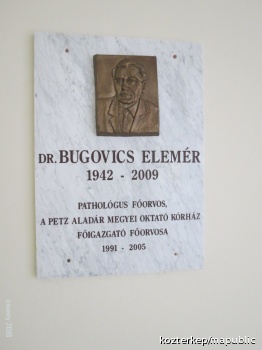 DR. BUGOVICS ELEMÉR
1942 - 2009
PATHOLÓGUS FŐORVOS,
A PETZ ALADÁR MEGYEI OKTATÓ KÓRHÁZ
FŐIGAZGATÓ FŐORVOSA
1991 - 2005
kozterkep/mapublic